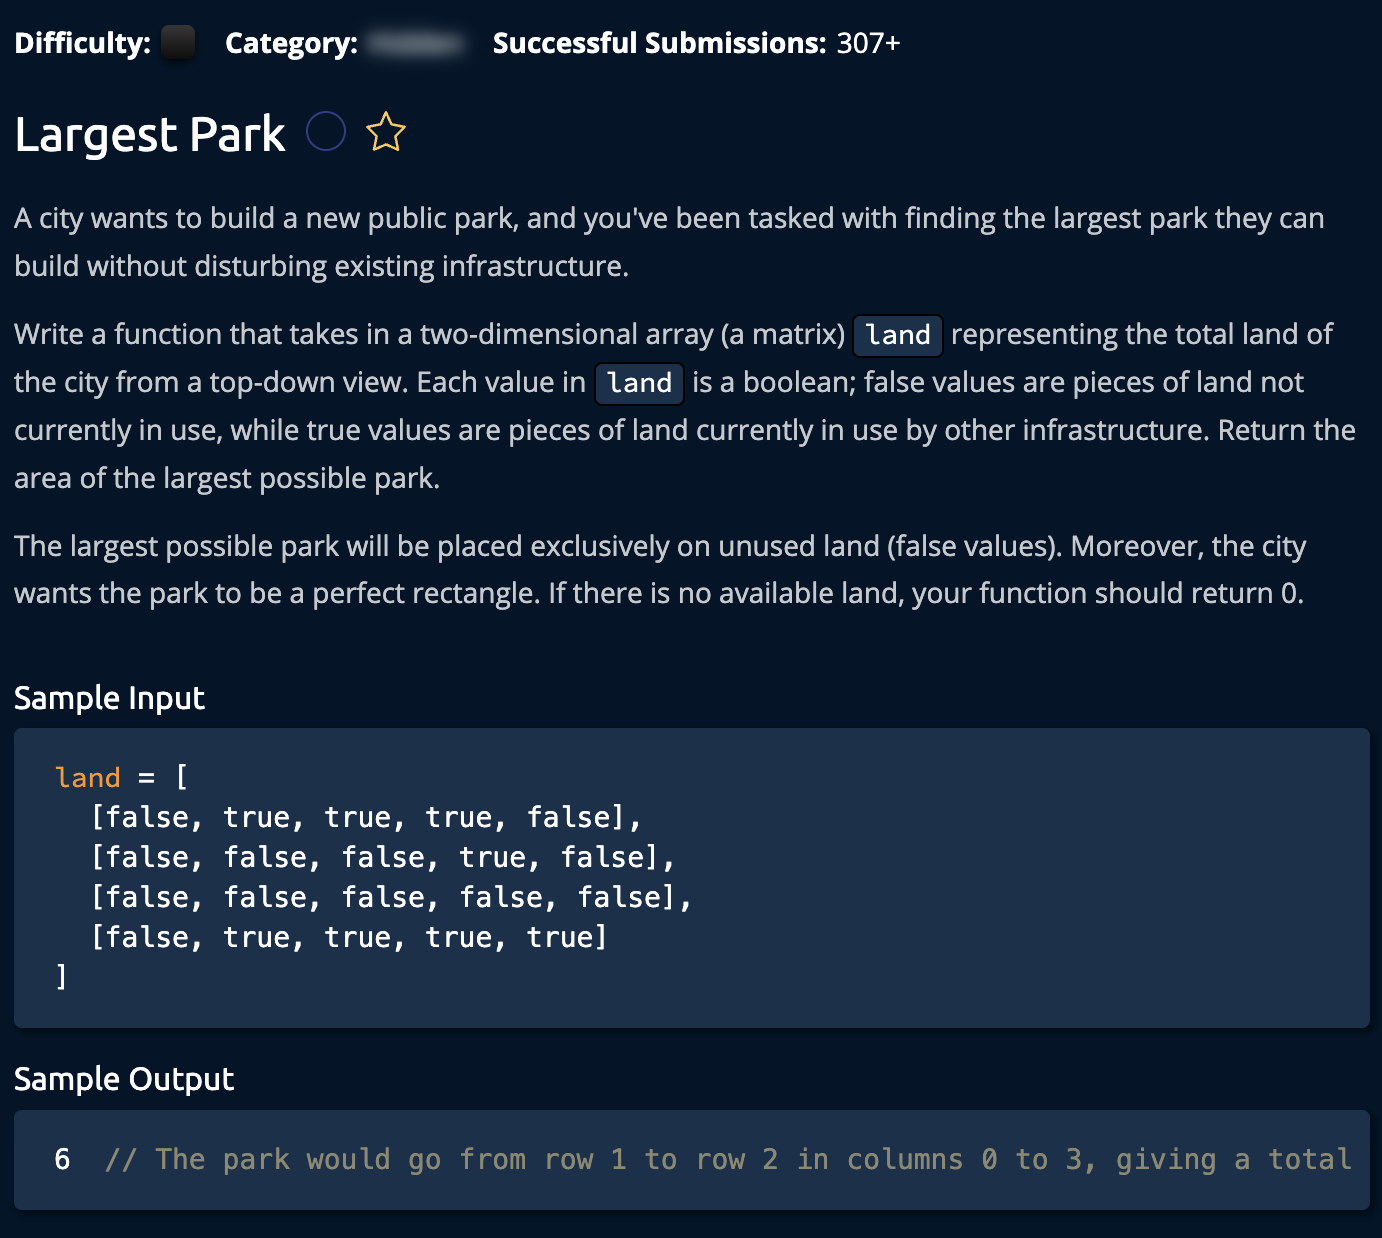 Difficulty: Category: Successful Submissions: 307+
Largest Park
A city wants to build a new public park, and you've been tasked with finding the largest park they can
build without disturbing existing infrastructure.
Write a function that takes in a two-dimensional array (a matrix) land representing the total land of
the city from a top-down view. Each value in land is a boolean; false values are pieces of land not
currently in use, while true values are pieces of land currently in use by other infrastructure. Return the
area of the largest possible park.
The largest possible park will be placed exclusively on unused land (false values). Moreover, the city
wants the park to be a perfect rectangle. If there is no available land, your function should return 0.
Sample Input
land = [
[false, true, true, true, false],
[false, false, false, true, false],
[false, false, false, false, false],
[false, true, true, true, true]
]
Sample Output
6 // The park would go from row 1 to row 2 in columns 0 to 3, giving a total